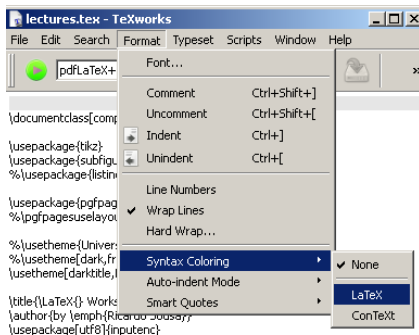 lectures.tex - TeXworks
File Edit Search Format Typeset Scripts Window Help
pdfLaTeX+
»
Font...
Comment Ctrl+Shift+]
Uncomment Ctrl+Shift+[
Indent Ctrl+]
Unindent Ctrl+[
Line Numbers
Wrap Lines
Hard Wrap...
Syntax Coloring
Auto-indent Mode
Smart Quotes
None
LaTeX
ConTeXt
\documentclass[comp
\usepackage{tikz}
\usepackage{subfigu
%\usepackage{listin
\usepackage{pgfpag
%\pgfpagesuselayou
%\usetheme{Univer
%\usetheme[dark,fr
\usetheme[darktitle,
\title{\LaTeX{} Works
\author{by \emph{Ricardo Sousa}}
\usepackage[utf8]{inputenc}